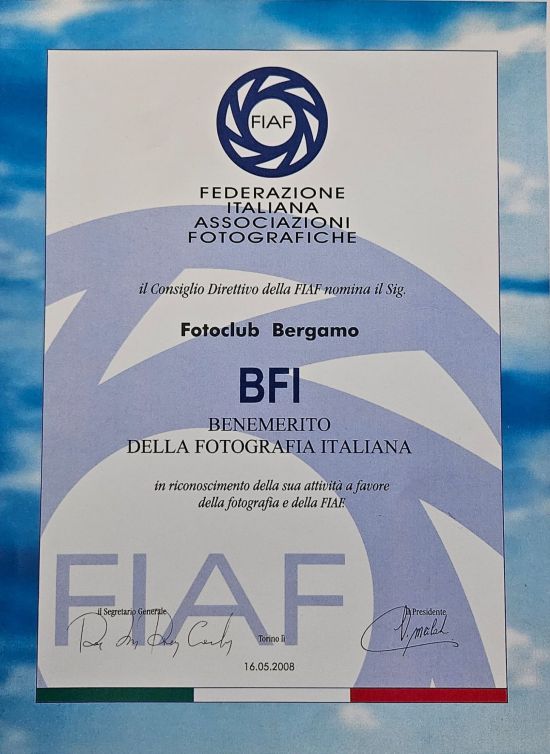 FIAF
FEDERAZIONE
ITALIANA
ASSOCIAZIONI
FOTOGRAFICHE
il Consiglio Direttivo della FIAF nomina il Sig.
Fotoclub Bergamo
BFI
BENEMERITO
DELLA FOTOGRAFIA ITALIANA
in riconoscimento della sua attività a favore
della fotografia e della FIAF.
FIAF
il Segretario Generale
Il Presidente
Torino lì
16.05.2008